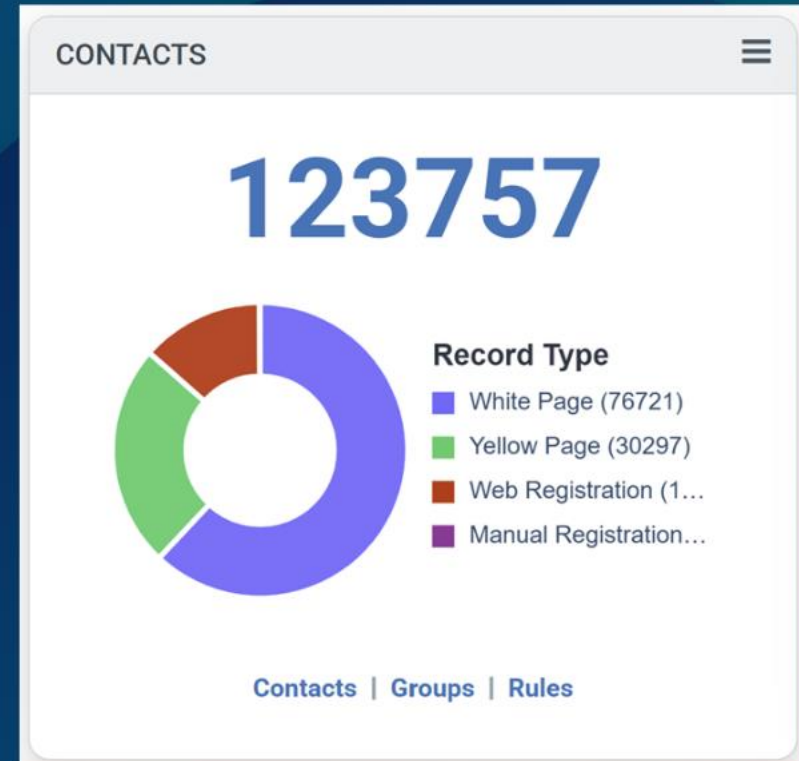 CONTACTS
123757
Record Type
White Page (76721)
Yellow Page (30297)
Web Registration (1...
Manual Registration...
Contacts | Groups | Rules